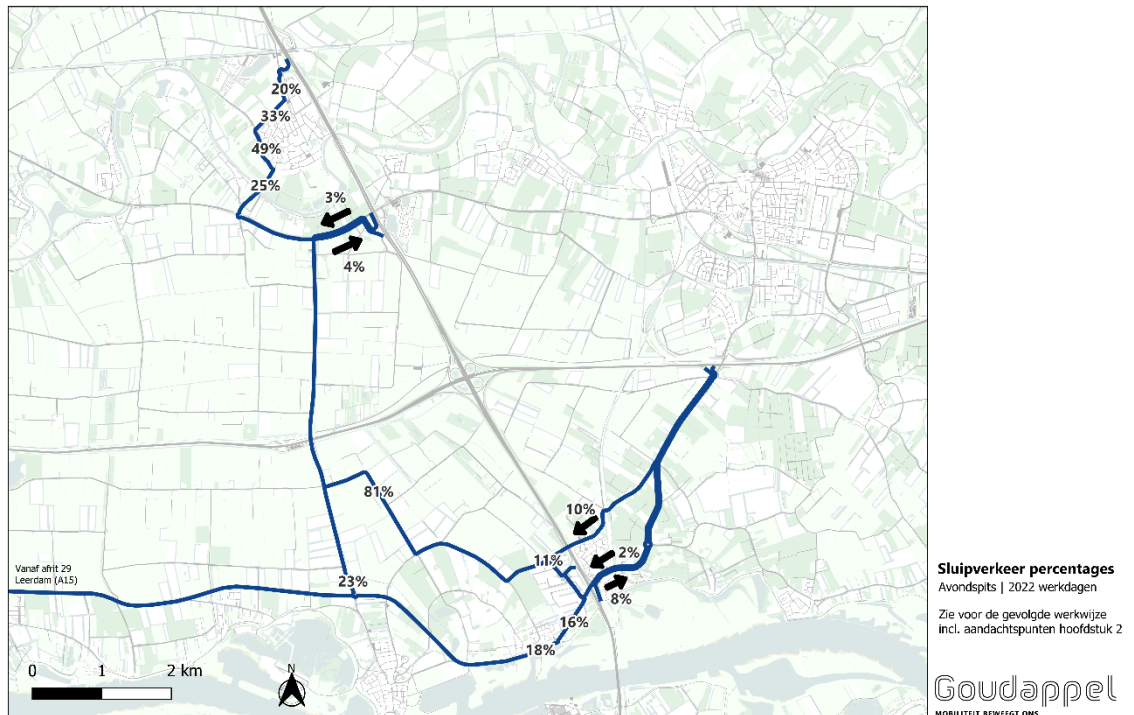 20%
33%
49%
25%
3%
4%
81%
10%
11%
2%
8%
23%
16%
18%
Vanaf afrit 29
Leerdam (A15)
0 1 2 km
N
Sluipverkeer percentages
Avondspits | 2022 werkdagen
Zie voor de gevolgde werkwijze
incl. aandachtspunten hoofdstuk 2
Goudappel
MOBILITEIT BEWEEGT ONS